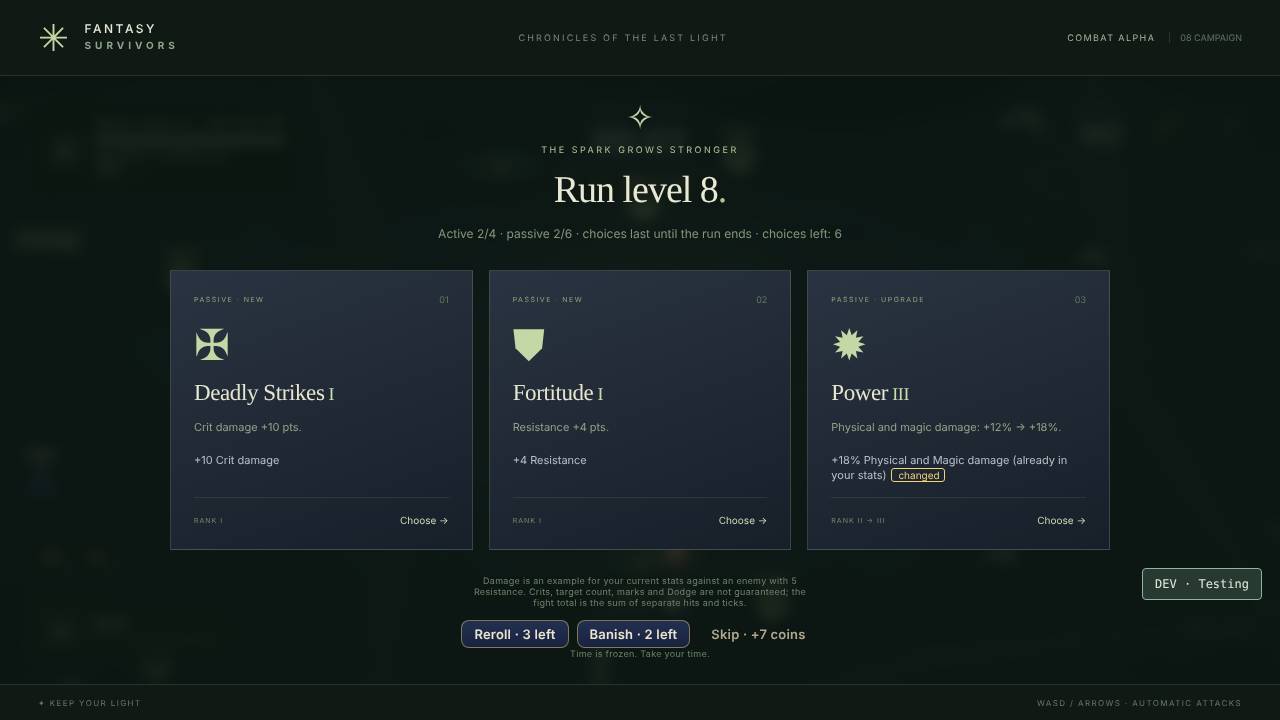 FANTASY
SURVIVORS
CHRONICLES OF THE LAST LIGHT
COMBAT ALPHA
08 CAMPAIGN
THE SPARK GROWS STRONGER
Run level 8.
Active 2/4 · passive 2/6 · choices last until the run ends · choices left: 6
PASSIVE · NEW
01
Deadly Strikes I
Crit damage +10 pts.
+10 Crit damage
RANK I
Choose →
PASSIVE · NEW
02
Fortitude I
Resistance +4 pts.
+4 Resistance
RANK I
Choose →
PASSIVE · UPGRADE
03
Power III
Physical and magic damage: +12% → +18%.
+18% Physical and Magic damage (already in
your stats) changed
RANK II → III
Choose →
Damage is an example for your current stats against an enemy with 5
Resistance. Crits, target count, marks and Dodge are not guaranteed; the
fight total is the sum of separate hits and ticks.
DEV · Testing
Reroll · 3 left
Banish · 2 left
Skip · +7 coins
Time is frozen. Take your time.
✦ KEEP YOUR LIGHT
WASD / ARROWS · AUTOMATIC ATTACKS